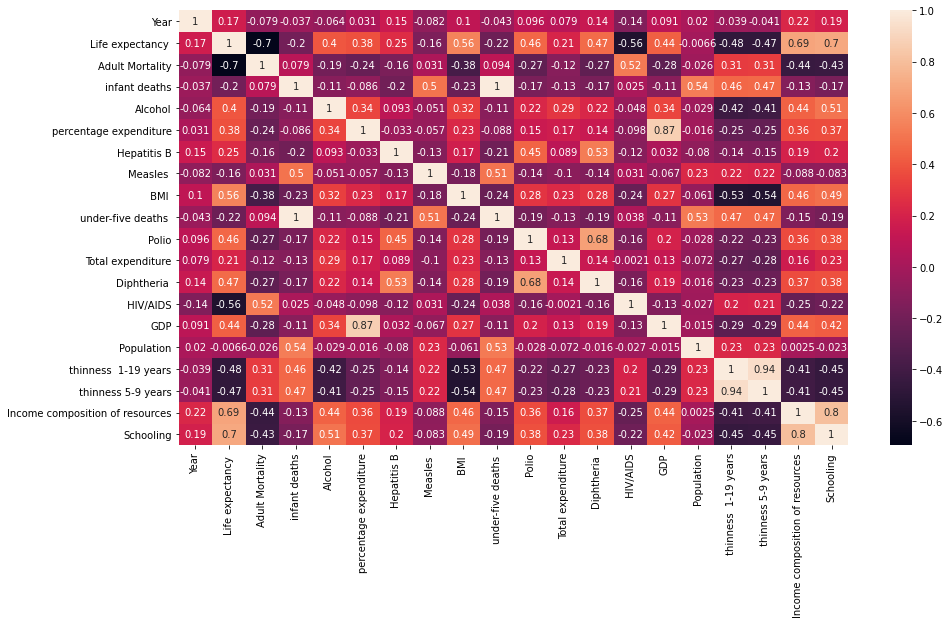 Year 1 0.17 -0.079 -0.037 -0.064 0.031 0.15 -0.082 0.1 -0.043 0.096 0.079 0.14 -0.14 0.091 0.02 -0.039 -0.041 0.22 0.19
Life expectancy 0.17 1 -0.7 -0.2 0.4 0.38 0.25 -0.16 0.56 -0.22 0.46 0.21 0.47 -0.56 0.44 -0.0066 -0.48 -0.47 0.69 0.7
Adult Mortality -0.079 -0.7 1 0.079 -0.19 -0.24 -0.16 0.031 -0.38 0.094 -0.27 -0.12 -0.27 0.52 -0.28 -0.026 0.31 0.31 -0.44 -0.43
infant deaths -0.037 -0.2 0.079 1 -0.11 -0.086 -0.2 0.5 -0.23 1 -0.17 -0.13 -0.17 0.025 -0.11 0.54 0.46 0.47 -0.13 -0.17
Alcohol -0.064 0.4 -0.19 -0.11 1 0.34 0.093 -0.051 0.32 -0.11 0.22 0.29 0.22 -0.048 0.34 -0.029 -0.42 -0.41 0.44 0.51
percentage expenditure 0.031 0.38 -0.24 -0.086 0.34 1 -0.033 -0.057 0.23 -0.088 0.15 0.17 0.14 -0.098 0.87 -0.016 -0.25 -0.25 0.36 0.37
Hepatitis B 0.15 0.25 -0.16 -0.2 0.093 -0.033 1 -0.13 0.17 -0.21 0.45 0.089 0.53 -0.12 0.032 -0.08 -0.14 -0.15 0.19 0.2
Measles -0.082 -0.16 0.031 0.5 -0.051 -0.057 -0.13 1 -0.18 0.51 -0.14 -0.1 -0.14 0.031 -0.067 0.23 0.22 0.22 -0.088 -0.083
BMI 0.1 0.56 -0.38 -0.23 0.32 0.23 0.17 -0.18 1 -0.24 0.28 0.23 0.28 -0.24 0.27 -0.061 -0.53 -0.54 0.46 0.49
under-five deaths -0.043 -0.22 0.094 1 -0.11 -0.088 -0.21 0.51 -0.24 1 -0.19 -0.13 -0.19 0.038 -0.11 0.53 0.47 0.47 -0.15 -0.19
Polio 0.096 0.46 -0.27 -0.17 0.22 0.15 0.45 -0.14 0.28 -0.19 1 0.13 0.68 -0.16 0.2 -0.028 -0.22 -0.23 0.36 0.38
Total expenditure 0.079 0.21 -0.12 -0.13 0.29 0.17 0.089 -0.1 0.23 -0.13 0.13 1 0.14 -0.0021 0.13 -0.072 -0.27 -0.28 0.16 0.23
Diphtheria 0.14 0.47 -0.27 -0.17 0.22 0.14 0.53 -0.14 0.28 -0.19 0.68 0.14 1 -0.16 0.19 -0.016 -0.23 -0.23 0.37 0.38
HIV/AIDS -0.14 -0.56 0.52 0.025 -0.048 -0.098 -0.12 0.031 -0.24 0.038 -0.16 -0.0021 -0.16 1 -0.13 -0.027 0.2 0.21 -0.25 -0.22
GDP 0.091 0.44 -0.28 -0.11 0.34 0.87 0.032 -0.067 0.27 -0.11 0.2 0.13 0.19 -0.13 1 -0.015 -0.29 -0.29 0.44 0.42
Population 0.02 -0.0066 -0.026 0.54 -0.029 -0.016 -0.08 0.23 -0.061 0.53 -0.028 -0.072 -0.016 -0.027 -0.015 1 0.23 0.23 0.0025 -0.023
thinness 1-19 years -0.039 -0.48 0.31 0.46 -0.42 -0.25 -0.14 0.22 -0.53 0.47 -0.22 -0.27 -0.23 0.2 -0.29 0.23 1 0.94 -0.41 -0.45
thinness 5-9 years -0.041 -0.47 0.31 0.47 -0.41 -0.25 -0.15 0.22 -0.54 0.47 -0.23 -0.28 -0.23 0.21 -0.29 0.23 0.94 1 -0.41 -0.45
Income composition of resources 0.22 0.69 -0.44 -0.13 0.44 0.36 0.19 -0.088 0.46 -0.15 0.36 0.16 0.37 -0.25 0.44 0.0025 -0.41 -0.41 1 0.8
Schooling 0.19 0.7 -0.43 -0.17 0.51 0.37 0.2 -0.083 0.49 -0.19 0.38 0.23 0.38 -0.22 0.42 -0.023 -0.45 -0.45 0.8 1
Year
Life expectancy
Adult Mortality
infant deaths
Alcohol
percentage expenditure
Hepatitis B
Measles
BMI
under-five deaths
Polio
Total expenditure
Diphtheria
HIV/AIDS
GDP
Population
thinness 1-19 years
thinness 5-9 years
Income composition of resources
Schooling
1.0
0.8
0.6
0.4
0.2
0.0
−0.2
−0.4
−0.6